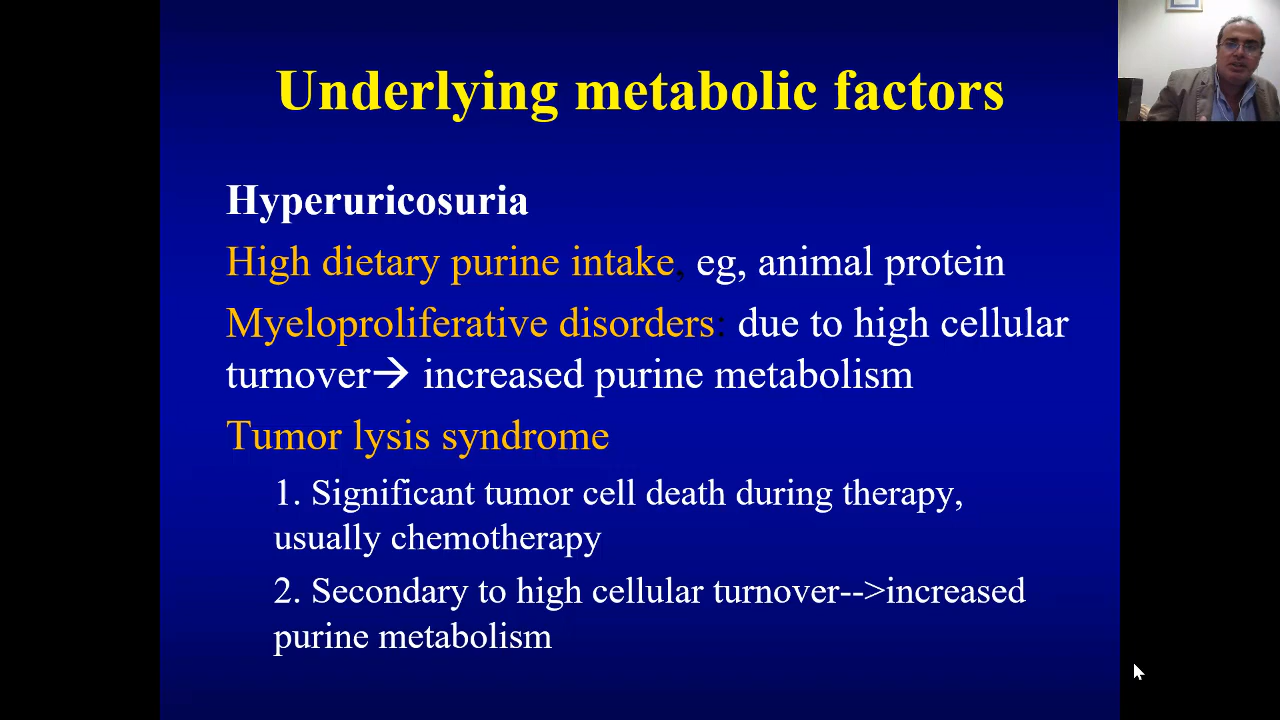 Underlying metabolic factors
Hyperuricosuria
High dietary purine intake, eg, animal protein
Myeloproliferative disorders: due to high cellular
turnover→ increased purine metabolism
Tumor lysis syndrome
1. Significant tumor cell death during therapy,
usually chemotherapy
2. Secondary to high cellular turnover-->increased
purine metabolism